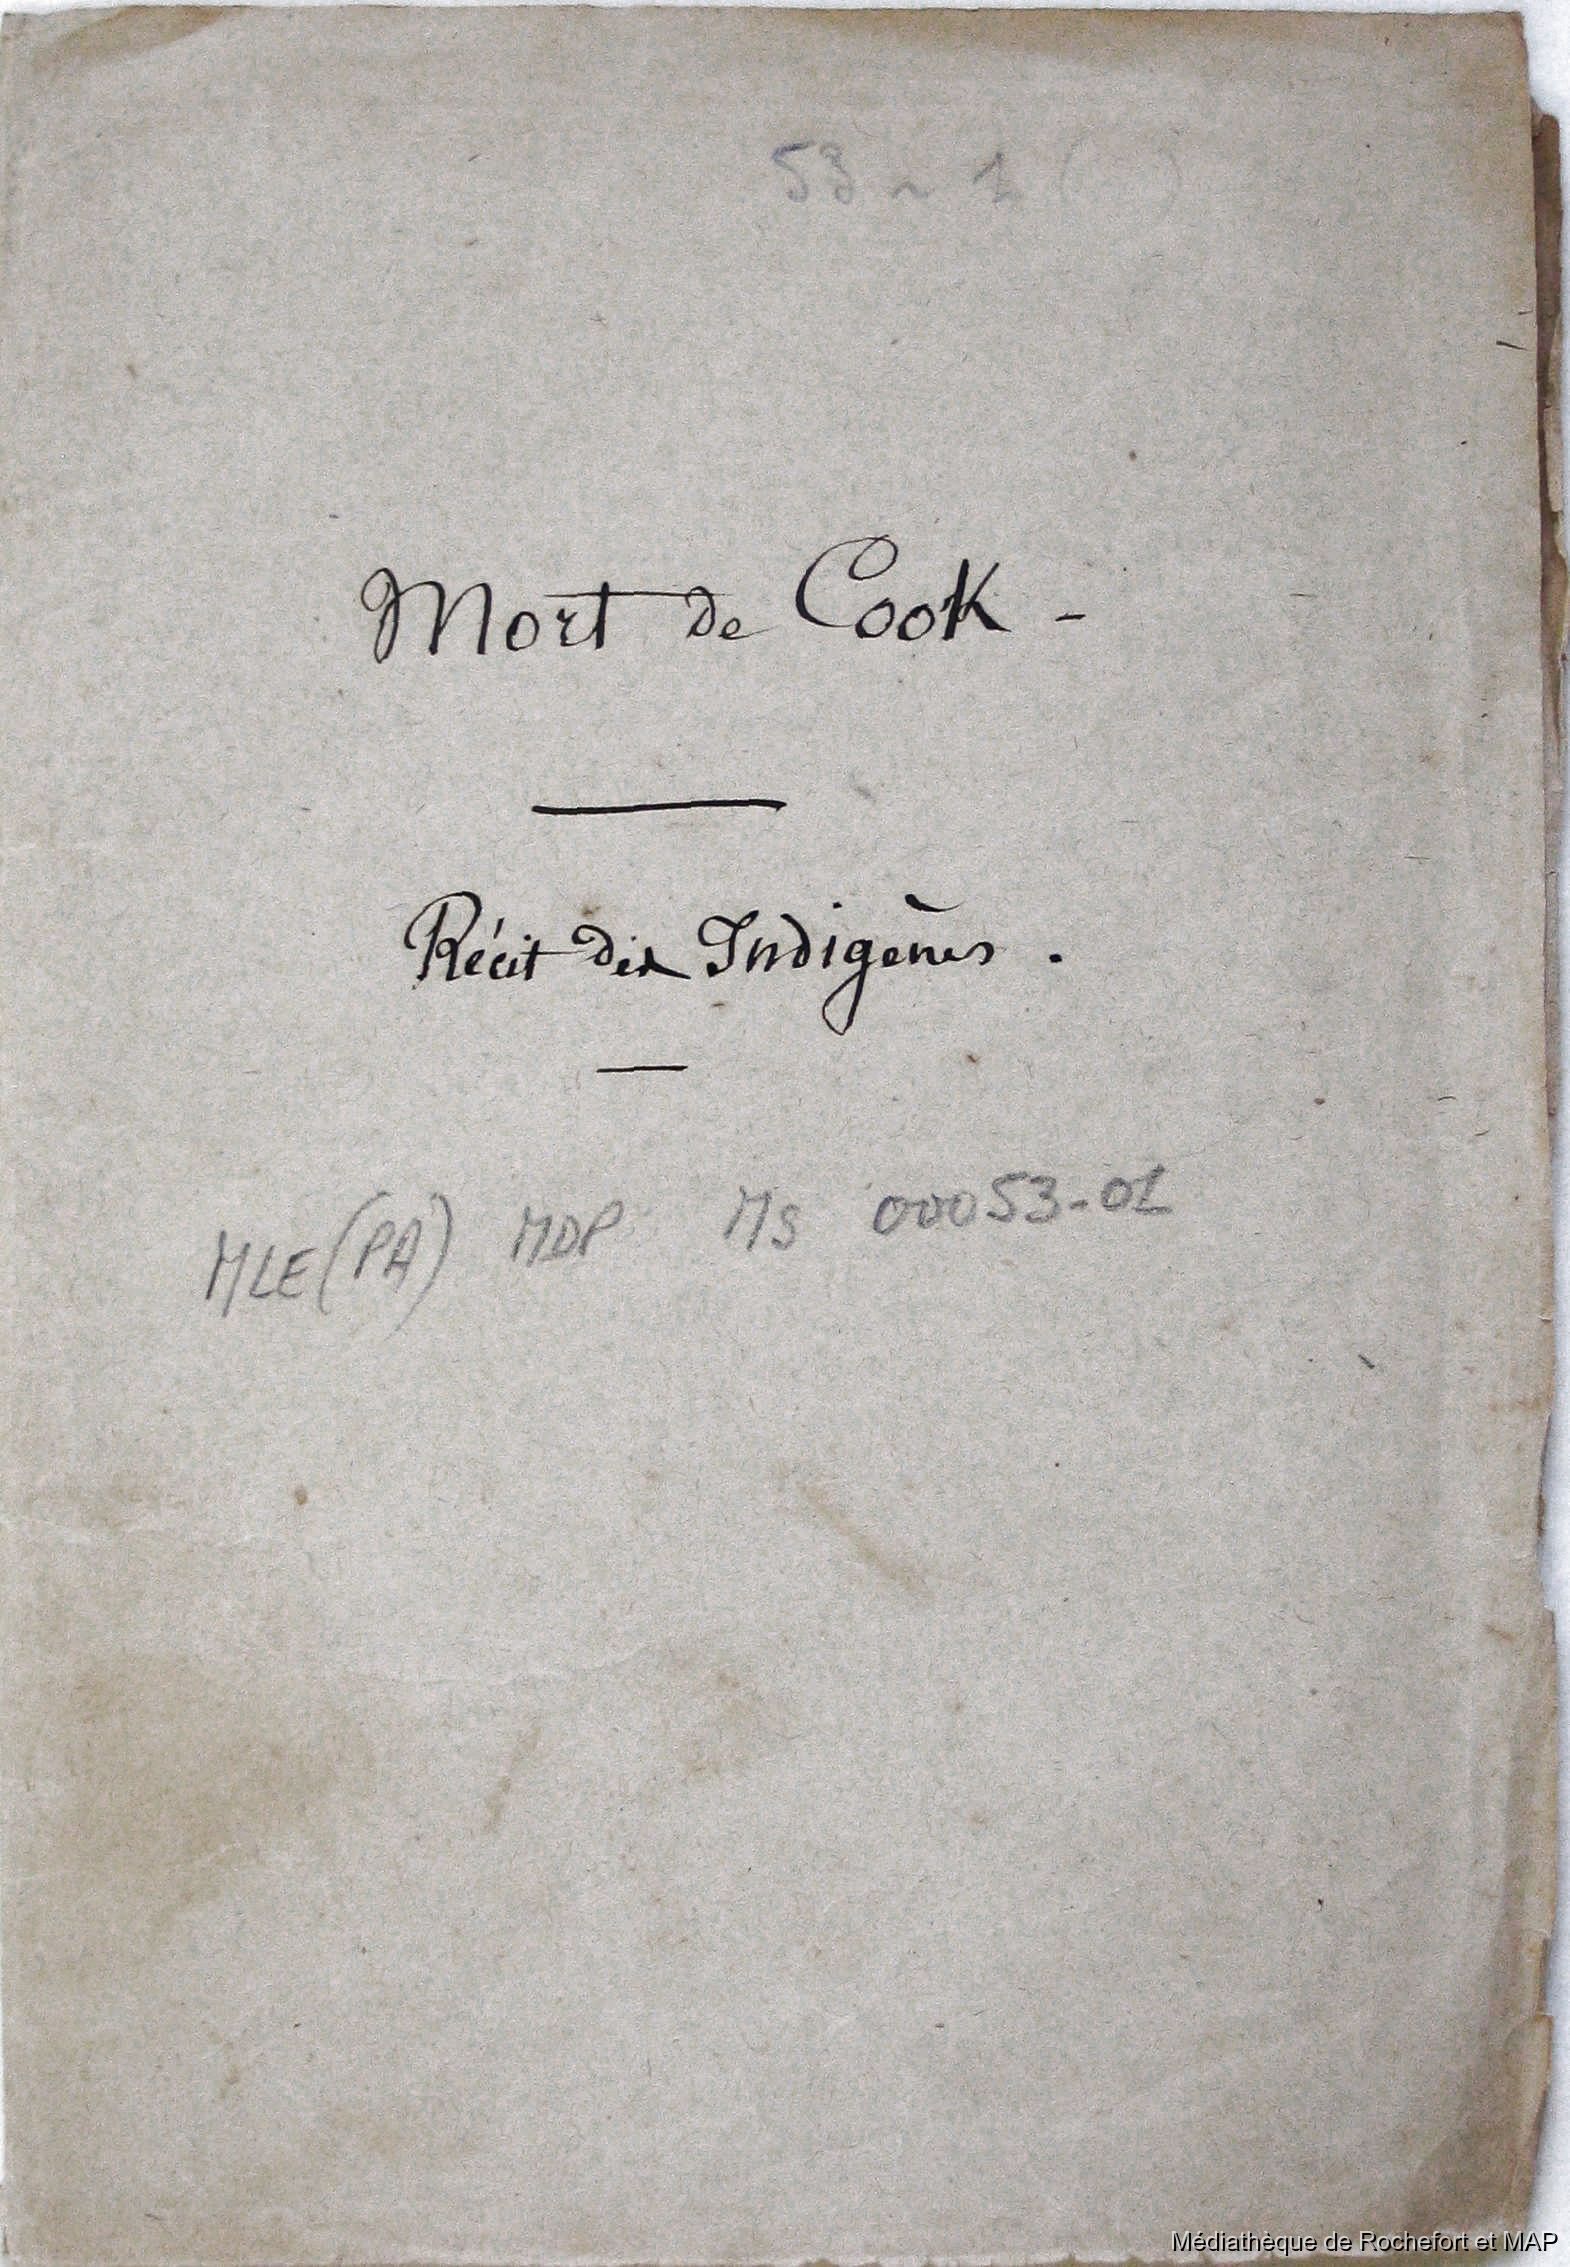 53 - 1 ( )
Mort de Cook -
Récit des Indigènes .
MLE (PA) MDP Ms 00053-01
Médiathèque de Rochefort et MAP